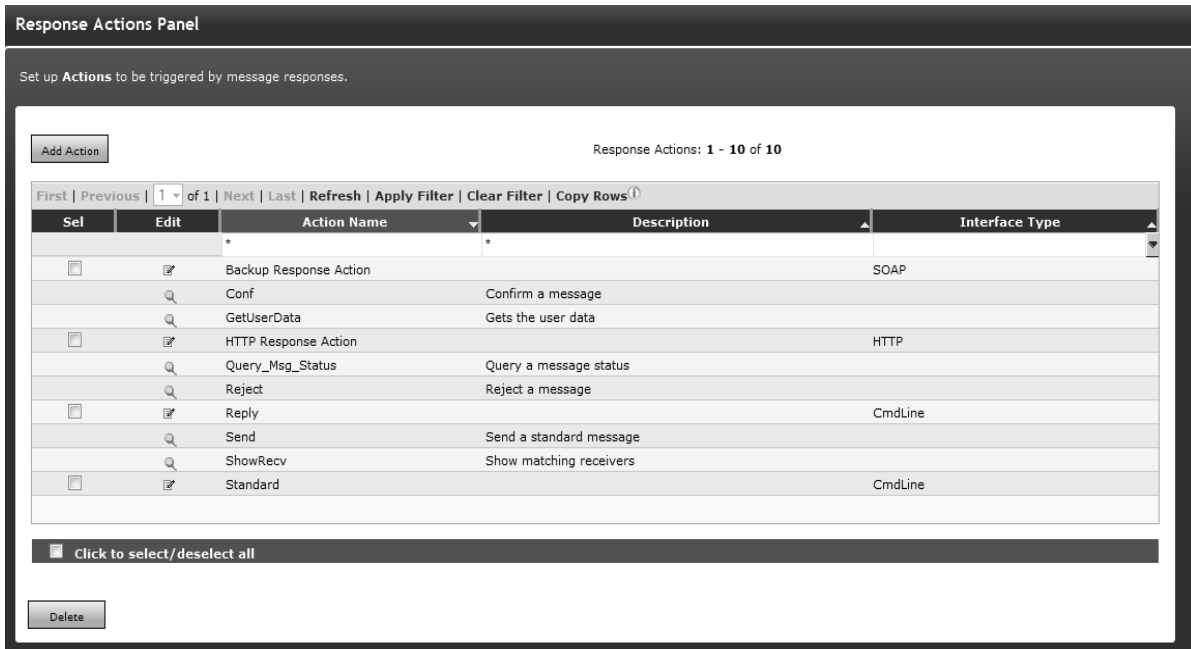 Response Actions Panel
Set up Actions to be triggered by message responses.
Add Action
Response Actions: 1 - 10 of 10
First | Previous | 1 of 1 | Next | Last | Refresh | Apply Filter | Clear Filter | Copy Rows
Sel Edit Action Name Description Interface Type
* *
Backup Response Action SOAP
Conf Confirm a message
GetUserData Gets the user data
HTTP Response Action HTTP
Query_Msg_Status Query a message status
Reject Reject a message
Reply CmdLine
Send Send a standard message
ShowRecv Show matching receivers
Standard CmdLine
Click to select/deselect all
Delete